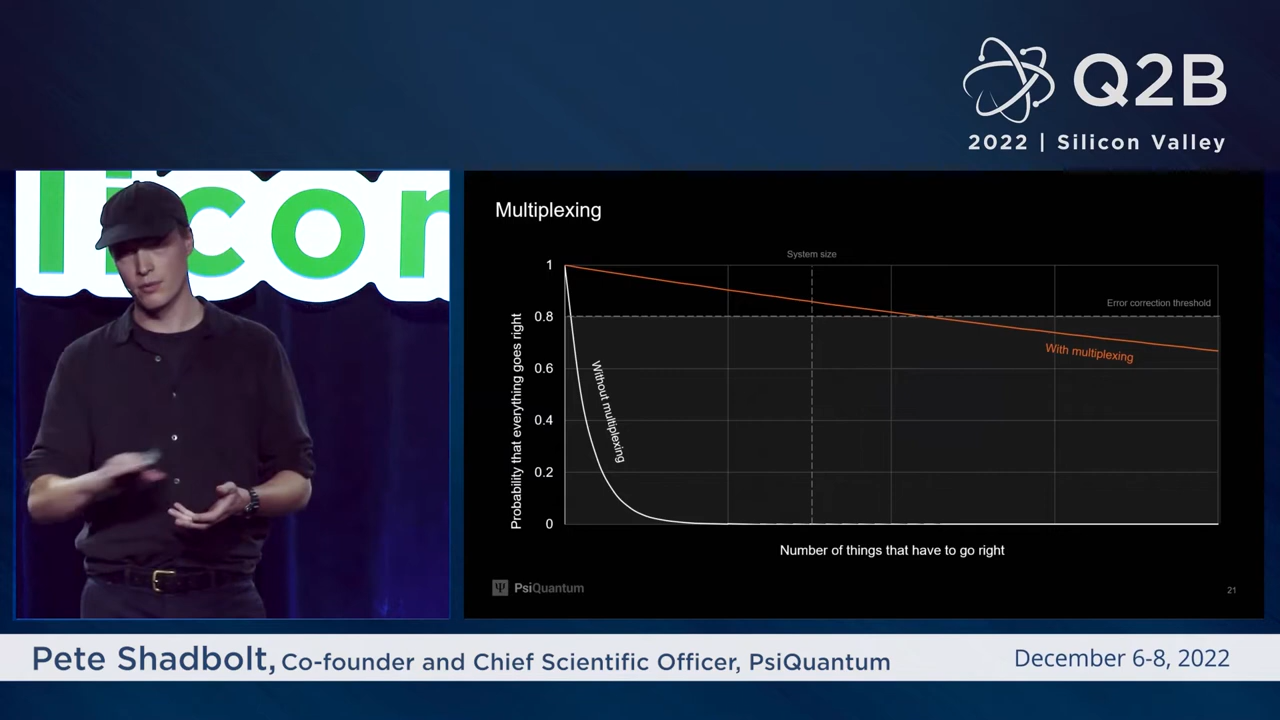 Q2B
2022 | Silicon Valley
licon
Multiplexing
System size
Error correction threshold
With multiplexing
Without multiplexing
Probability that everything goes right
1
0.8
0.6
0.4
0.2
0
Number of things that have to go right
PsiQuantum
21
Pete Shadbolt, Co-founder and Chief Scientific Officer, PsiQuantum
December 6-8, 2022